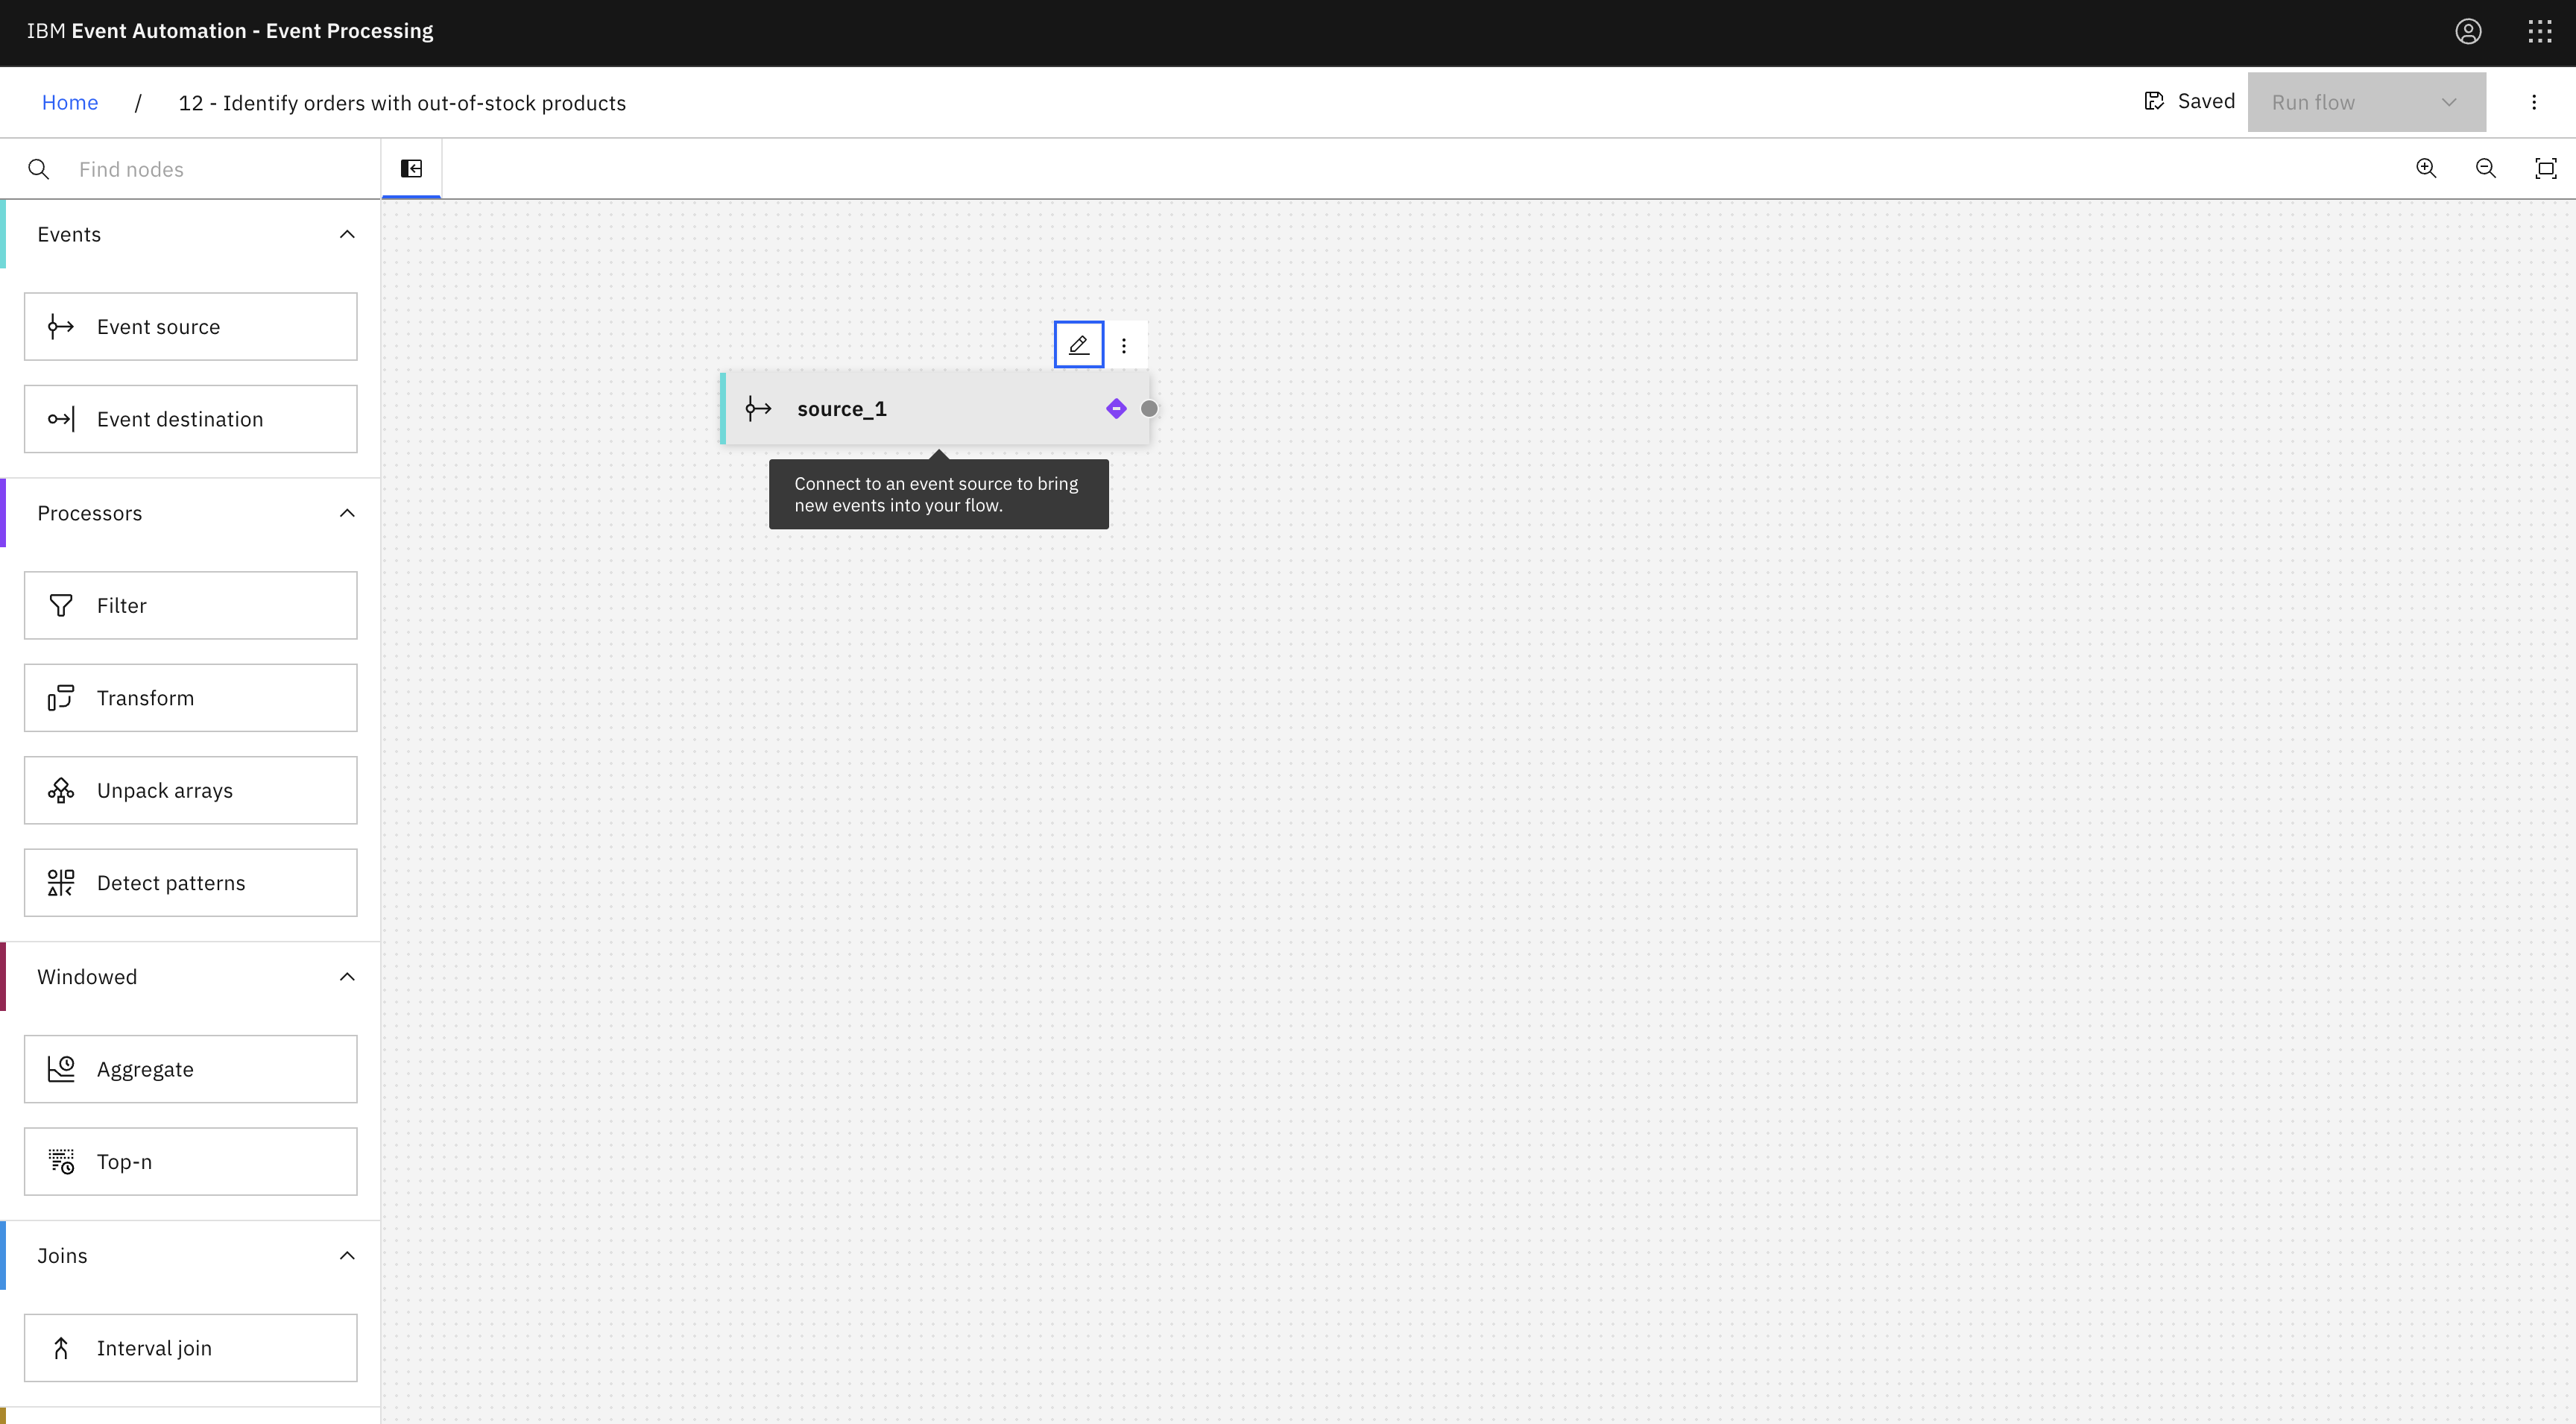 IBM Event Automation - Event Processing
Home / 12 - Identify orders with out-of-stock products
Saved
Run flow
Find nodes
Events
Event source
Event destination
Processors
Filter
Transform
Unpack arrays
Detect patterns
Windowed
Aggregate
Top-n
Joins
Interval join
source_1
Connect to an event source to bring
new events into your flow.